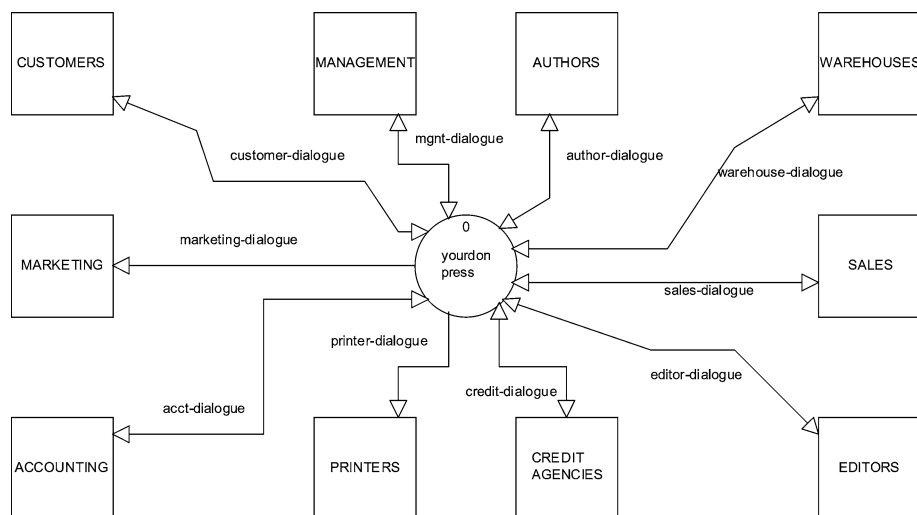 CUSTOMERS
MANAGEMENT
AUTHORS
WAREHOUSES
mgnt-dialogue
customer-dialogue
author-dialogue
warehouse-dialogue
0
marketing-dialogue
yourdon
press
MARKETING
SALES
sales-dialogue
printer-dialogue
editor-dialogue
credit-dialogue
acct-dialogue
ACCOUNTING
PRINTERS
CREDIT
AGENCIES
EDITORS